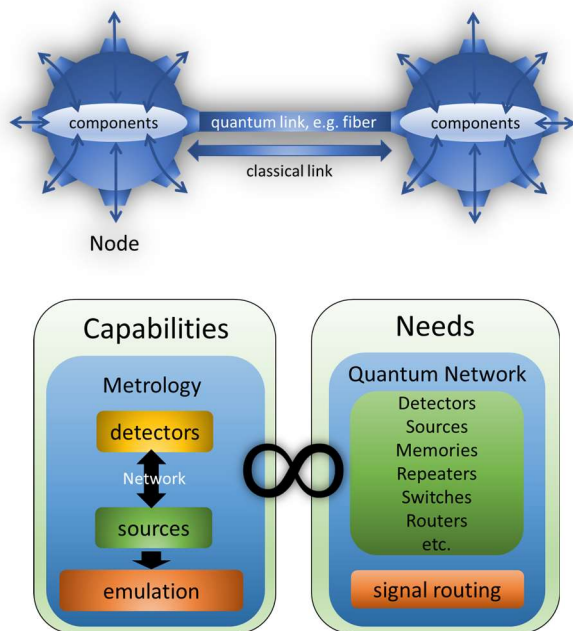 components
quantum link, e.g. fiber
components
classical link
Node
Capabilities
Metrology
detectors
Network
sources
emulation
∞
Needs
Quantum Network
Detectors
Sources
Memories
Repeaters
Switches
Routers
etc.
signal routing